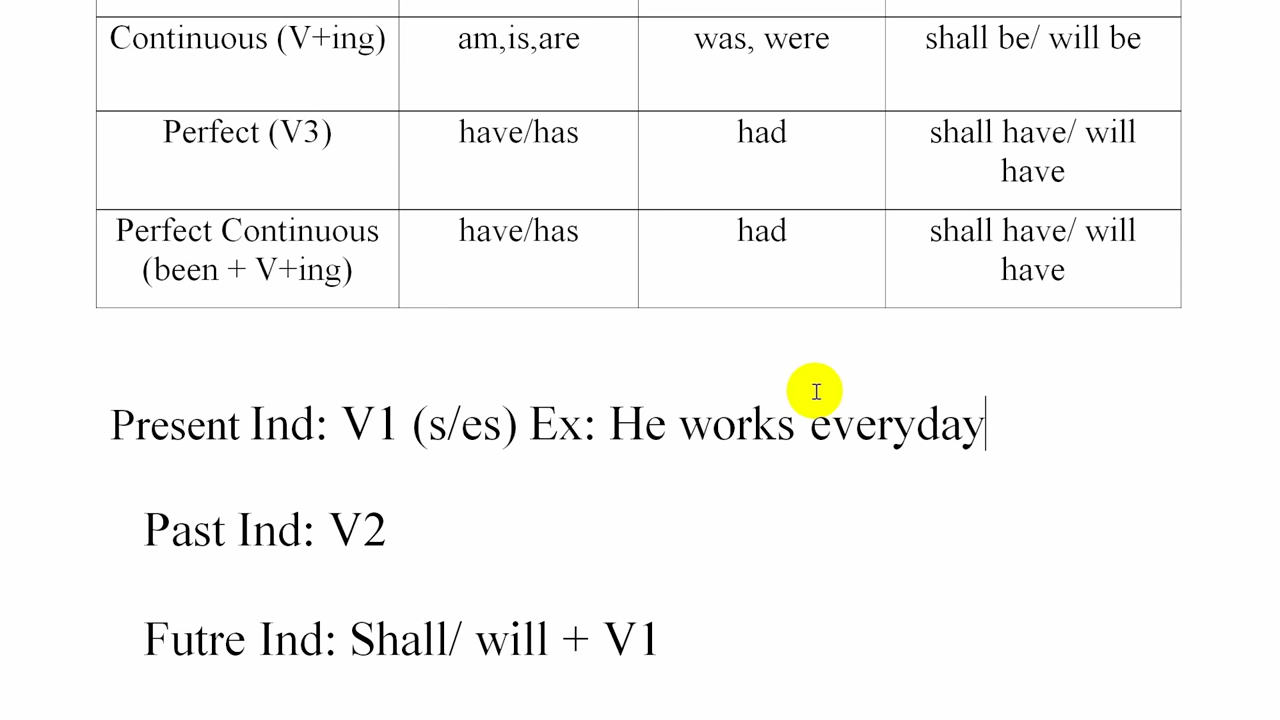 Continuous (V+ing) am,is,are was, were shall be/ will be
Perfect (V3) have/has had shall have/ will
have
Perfect Continuous have/has had shall have/ will
(been + V+ing) have
Present Ind: V1 (s/es) Ex: He works everyday
Past Ind: V2
Futre Ind: Shall/ will + V1